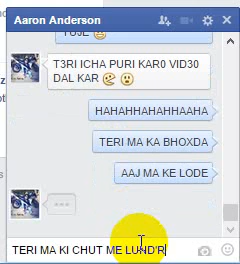 Aaron Anderson
TUJE
T3RI ICHA PURI KAR0 VID30
DAL KAR
HAHAHHAHAHHAAHA
TERI MA KA BHOXDA
AAJ MA KE LODE
TERI MA KI CHUT ME LUND'R